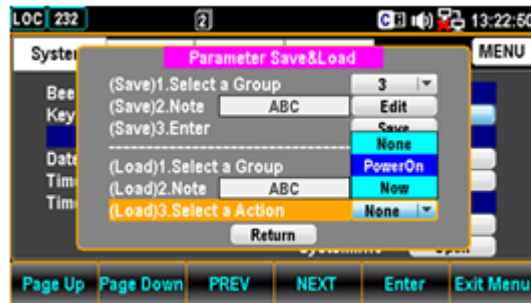 LOC 232 2 C 13:22:50
System Parameter Save&Load MENU
(Save)1.Select a Group 3
Bee
(Save)2.Note ABC Edit
Key
(Save)3.Enter Save
None
Date (Load)1.Select a Group PowerOn
Tim (Load)2.Note ABC Now
Tim (Load)3.Select a Action None
Return
Page Up Page Down PREV NEXT Enter Exit Menu